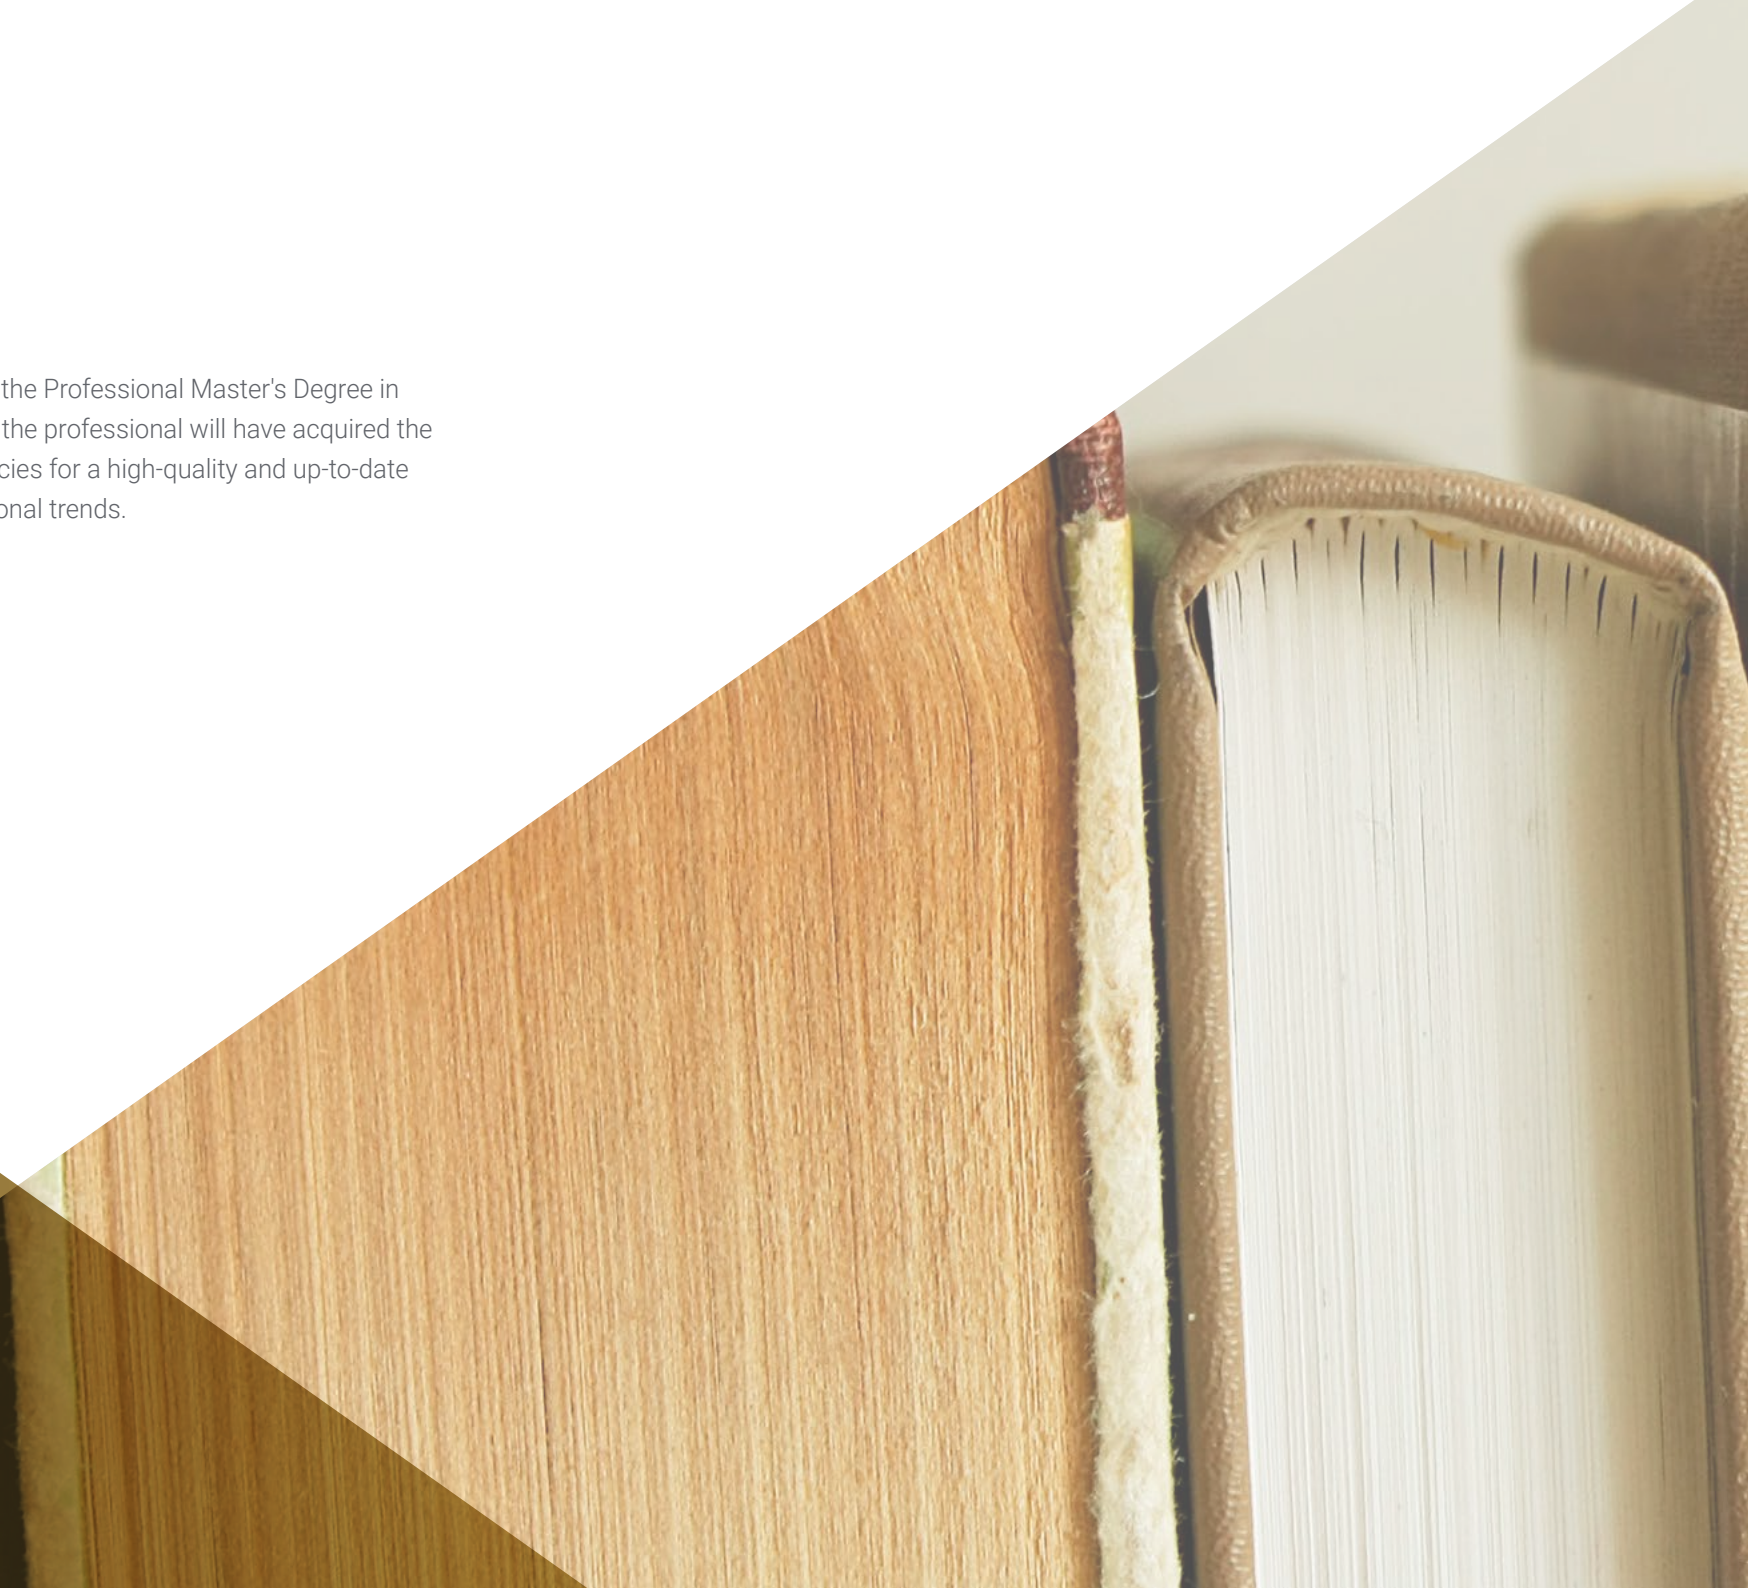 the Professional Master's Degree in
the professional will have acquired the
cies for a high-quality and up-to-date
onal trends.